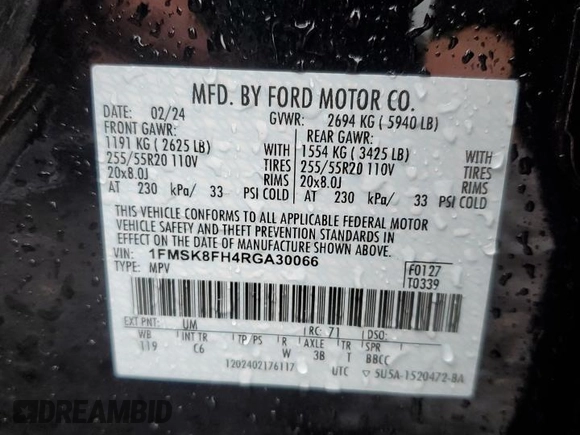 MFD. BY FORD MOTOR CO.
DATE: 02/24 GVWR: 2694 KG ( 5940 LB)
FRONT GAWR: REAR GAWR:
1191 KG ( 2625 LB) WITH 1554 KG ( 3425 LB) WITH
255/55R20 110V TIRES 255/55R20 110V TIRES
20x8.0J RIMS 20x8.0J RIMS
AT 230 kPa/ 33 PSI COLD AT 230 kPa/ 33 PSI COLD
THIS VEHICLE CONFORMS TO ALL APPLICABLE FEDERAL MOTOR
VEHICLE SAFETY AND THEFT PREVENTION STANDARDS IN
EFFECT ON THE DATE OF MANUFACTURE SHOWN ABOVE.
VIN: 1FMSK8FH4RGA30066
TYPE: MPV
F0127
T0339
EXT PNT: UM RC: 71 DSO:
WB INT TR TP/PS R AXLE TR SPR
119 C6 W 3B T BBCC
1202402176117 UTC ▽ 5U5A-1520472-BA
DREAMBID